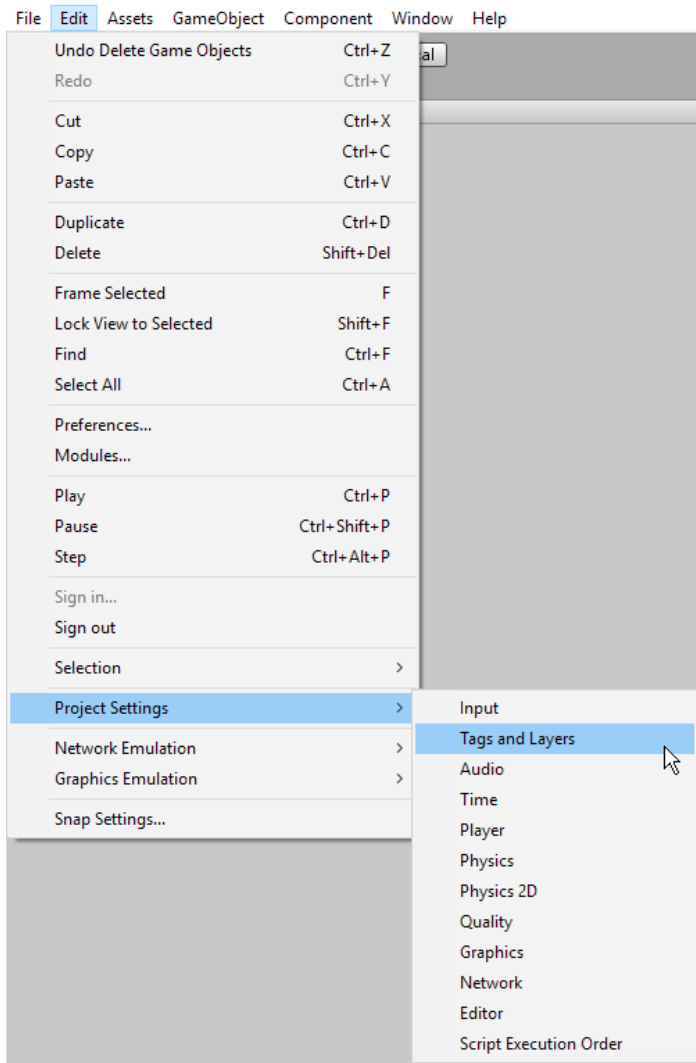 File Edit Assets GameObject Component Window Help
Undo Delete Game Objects Ctrl+Z
al
Redo Ctrl+Y
Cut Ctrl+X
Copy Ctrl+C
Paste Ctrl+V
Duplicate Ctrl+D
Delete Shift+Del
Frame Selected F
Lock View to Selected Shift+F
Find Ctrl+F
Select All Ctrl+A
Preferences...
Modules...
Play Ctrl+P
Pause Ctrl+Shift+P
Step Ctrl+Alt+P
Sign in...
Sign out
Selection >
Project Settings >
Network Emulation >
Graphics Emulation >
Snap Settings...
Input
Tags and Layers
Audio
Time
Player
Physics
Physics 2D
Quality
Graphics
Network
Editor
Script Execution Order